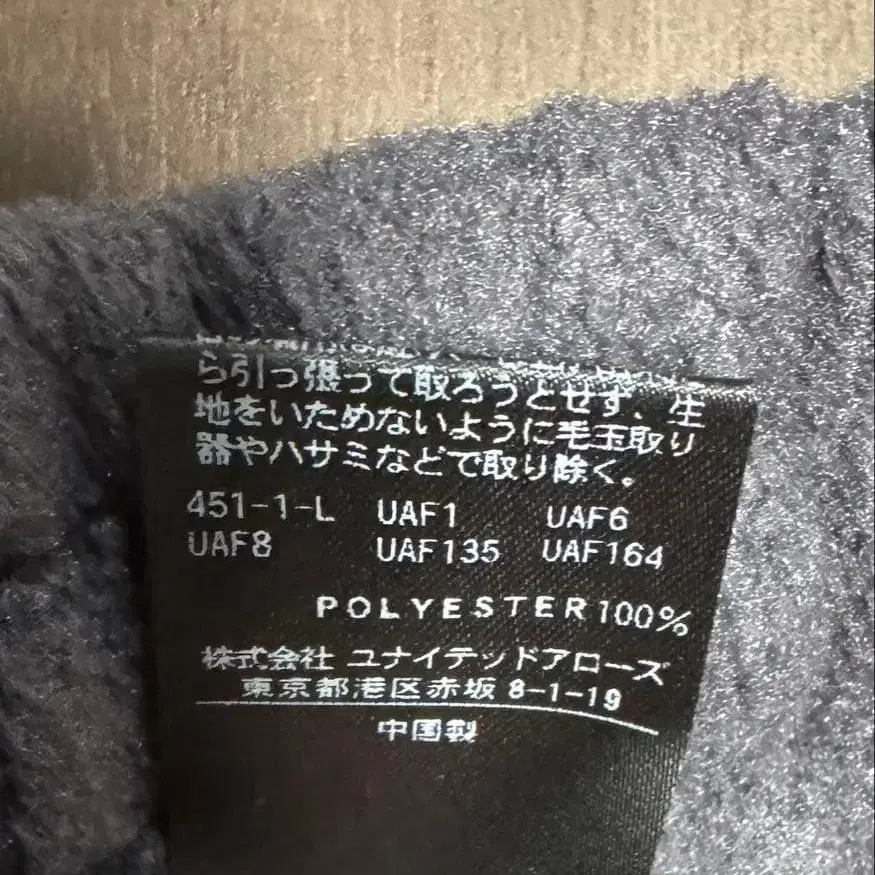 ら引っ張って取ろうとせず、生
地をいためないように毛玉取り
器やハサミなどで取り除く。
451-1-L UAF1 UAF6
UAF8 UAF135 UAF164
POLYESTER100%
株式会社 ユナイテッドアローズ
東京都港区赤坂 8-1-19
中国製